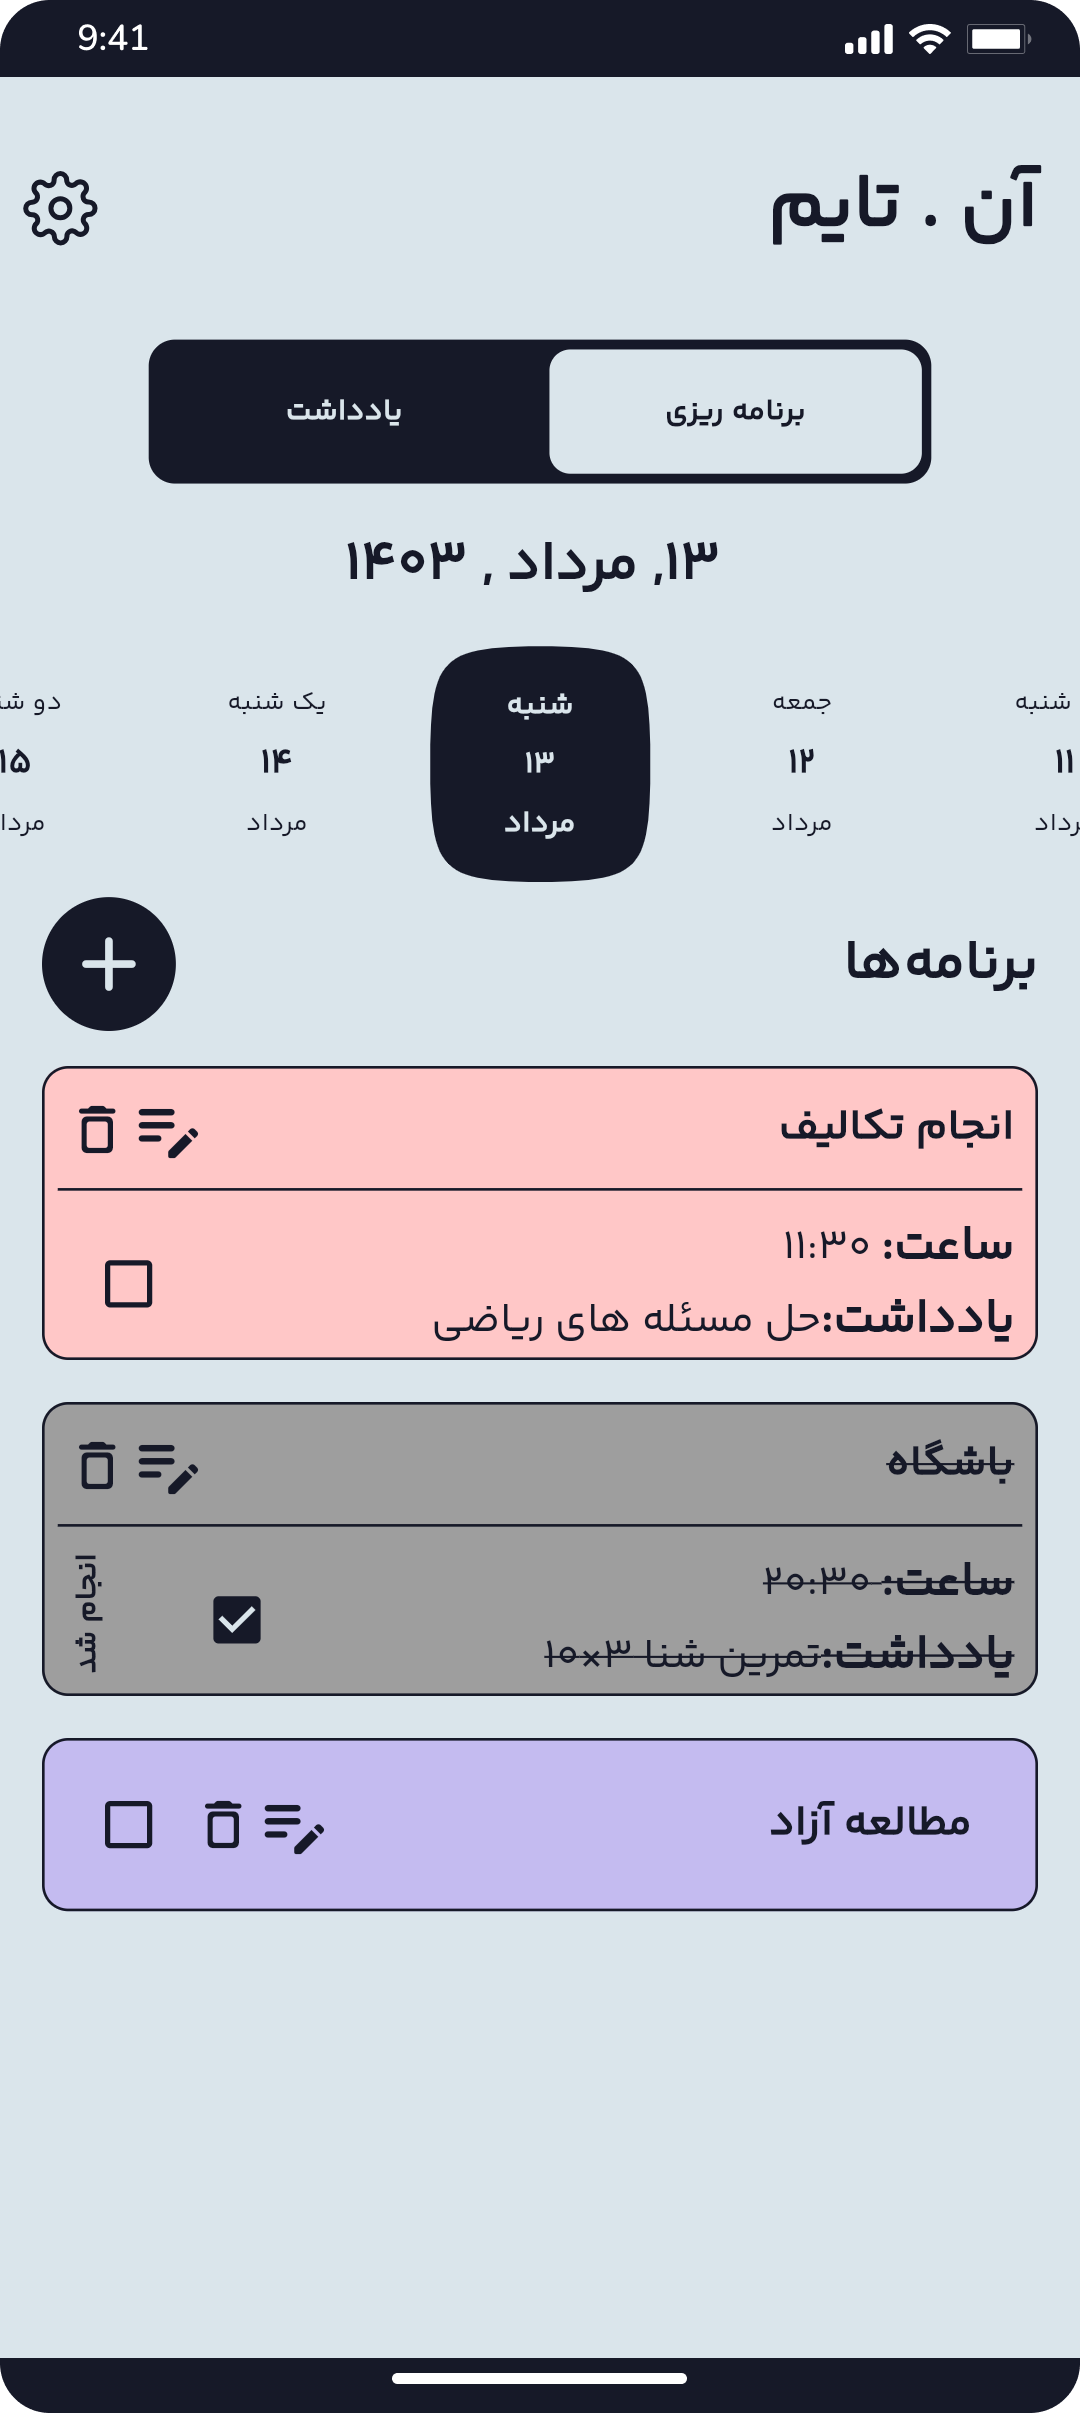 9:41
آن . تایم
برنامه ریزی
یادداشت
۱۳, مرداد , ۱۴۰۳
شنبه
۱۱
جمعه
۱۲
مرداد
شنبه
۱۳
مرداد
یک شنبه
۱۴
مرداد
دو
۱۵
برنامه‌ها
انجام تکالیف
ساعت: ۱۱:۳۰
یادداشت:حل مسئله های ریاضی
باشگاه
ساعت: ۲۰:۳۰
یادداشت:تمرین شنا ۳×۱۰
انجام شد
مطالعه آزاد